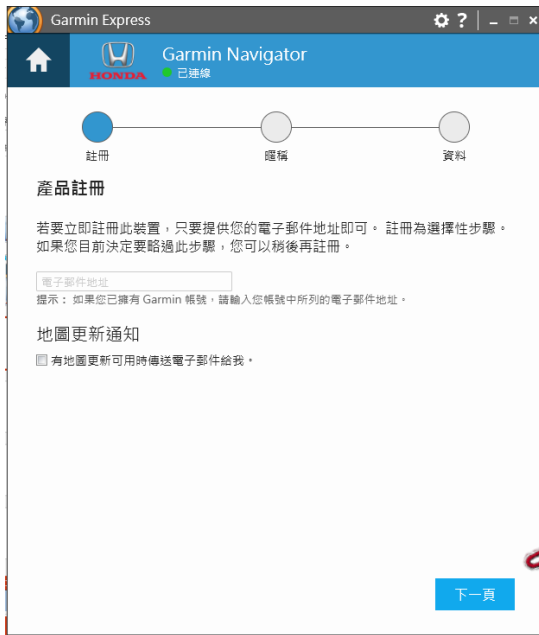 Garmin Express
?
HONDA
Garmin Navigator
已連線
註冊
暱稱
資料
產品註冊
若要立即註冊此裝置，只要提供您的電子郵件地址即可。 註冊為選擇性步驟。
如果您目前決定要略過此步驟，您可以稍後再註冊。
電子郵件地址
提示： 如果您已擁有 Garmin 帳號，請輸入您帳號中所列的電子郵件地址。
地圖更新通知
有地圖更新可用時傳送電子郵件給我。
下一頁